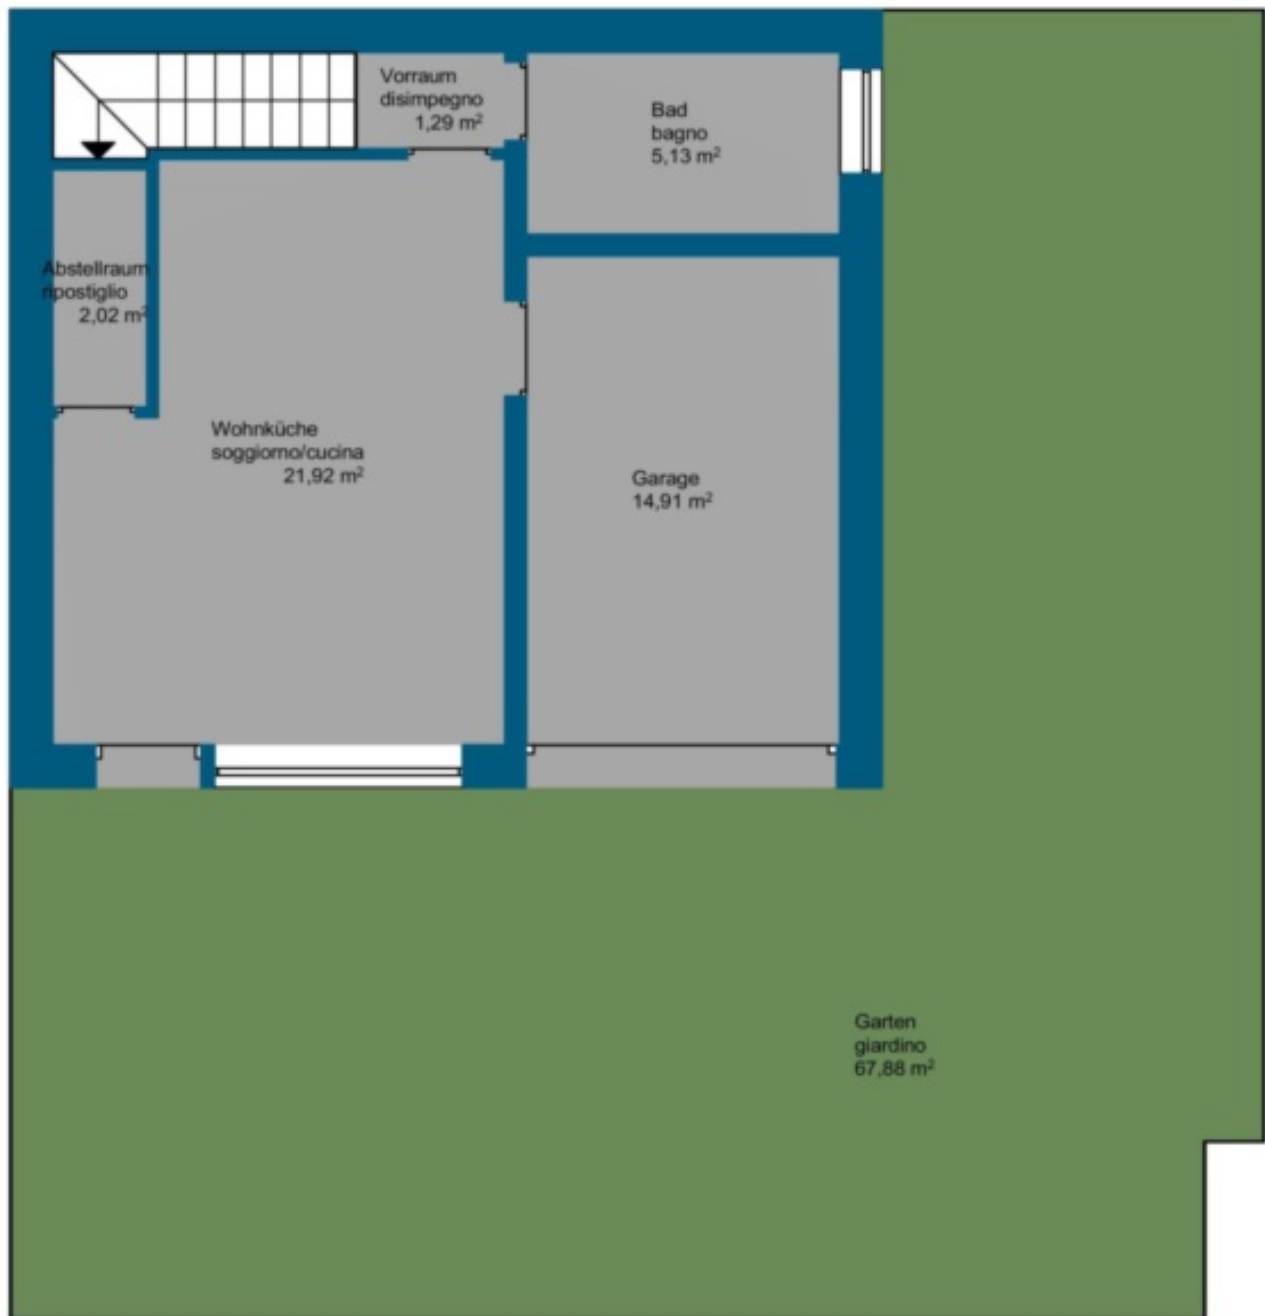 Vorraum
disimpegno
1,29 m²
Bad
bagno
5,13 m²
Abstellraum
ripostiglio
2,02 m²
Wohnküche
soggiorno/cucina
21,92 m²
Garage
14,91 m²
Garten
giardino
67,88 m²